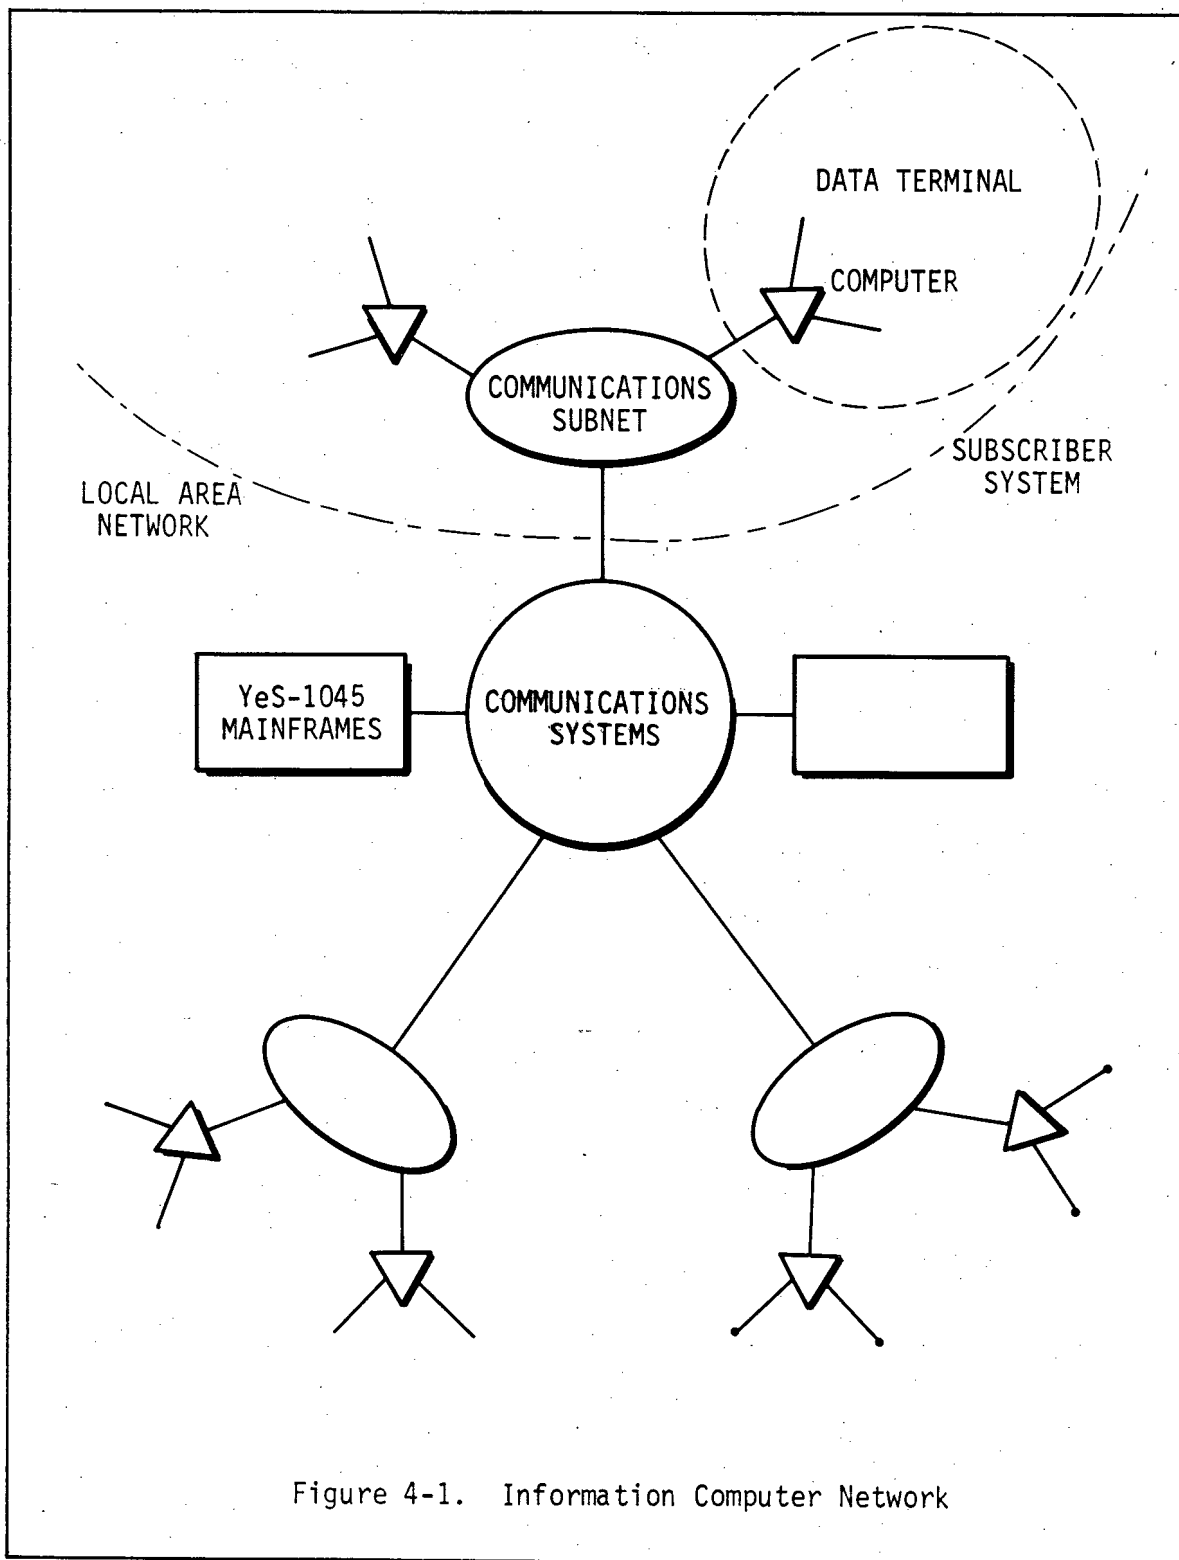 DATA TERMINAL
COMPUTER
COMMUNICATIONS
SUBNET
SUBSCRIBER
SYSTEM
LOCAL AREA
NETWORK
YeS-1045
MAINFRAMES
COMMUNICATIONS
SYSTEMS
Figure 4-1. Information Computer Network